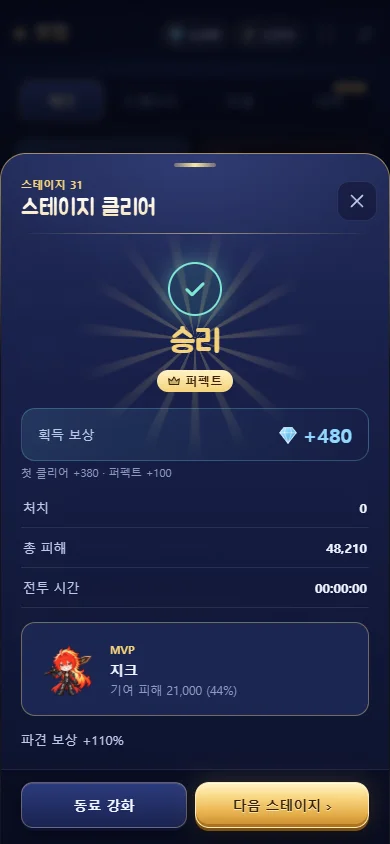 스테이지 31
스테이지 클리어
승리
퍼펙트
획득 보상 +480
첫 클리어 +380 · 퍼펙트 +100
처치 0
총 피해 48,210
전투 시간 00:00:00
MVP
지크
기여 피해 21,000 (44%)
파견 보상 +110%
동료 강화 다음 스테이지 ›